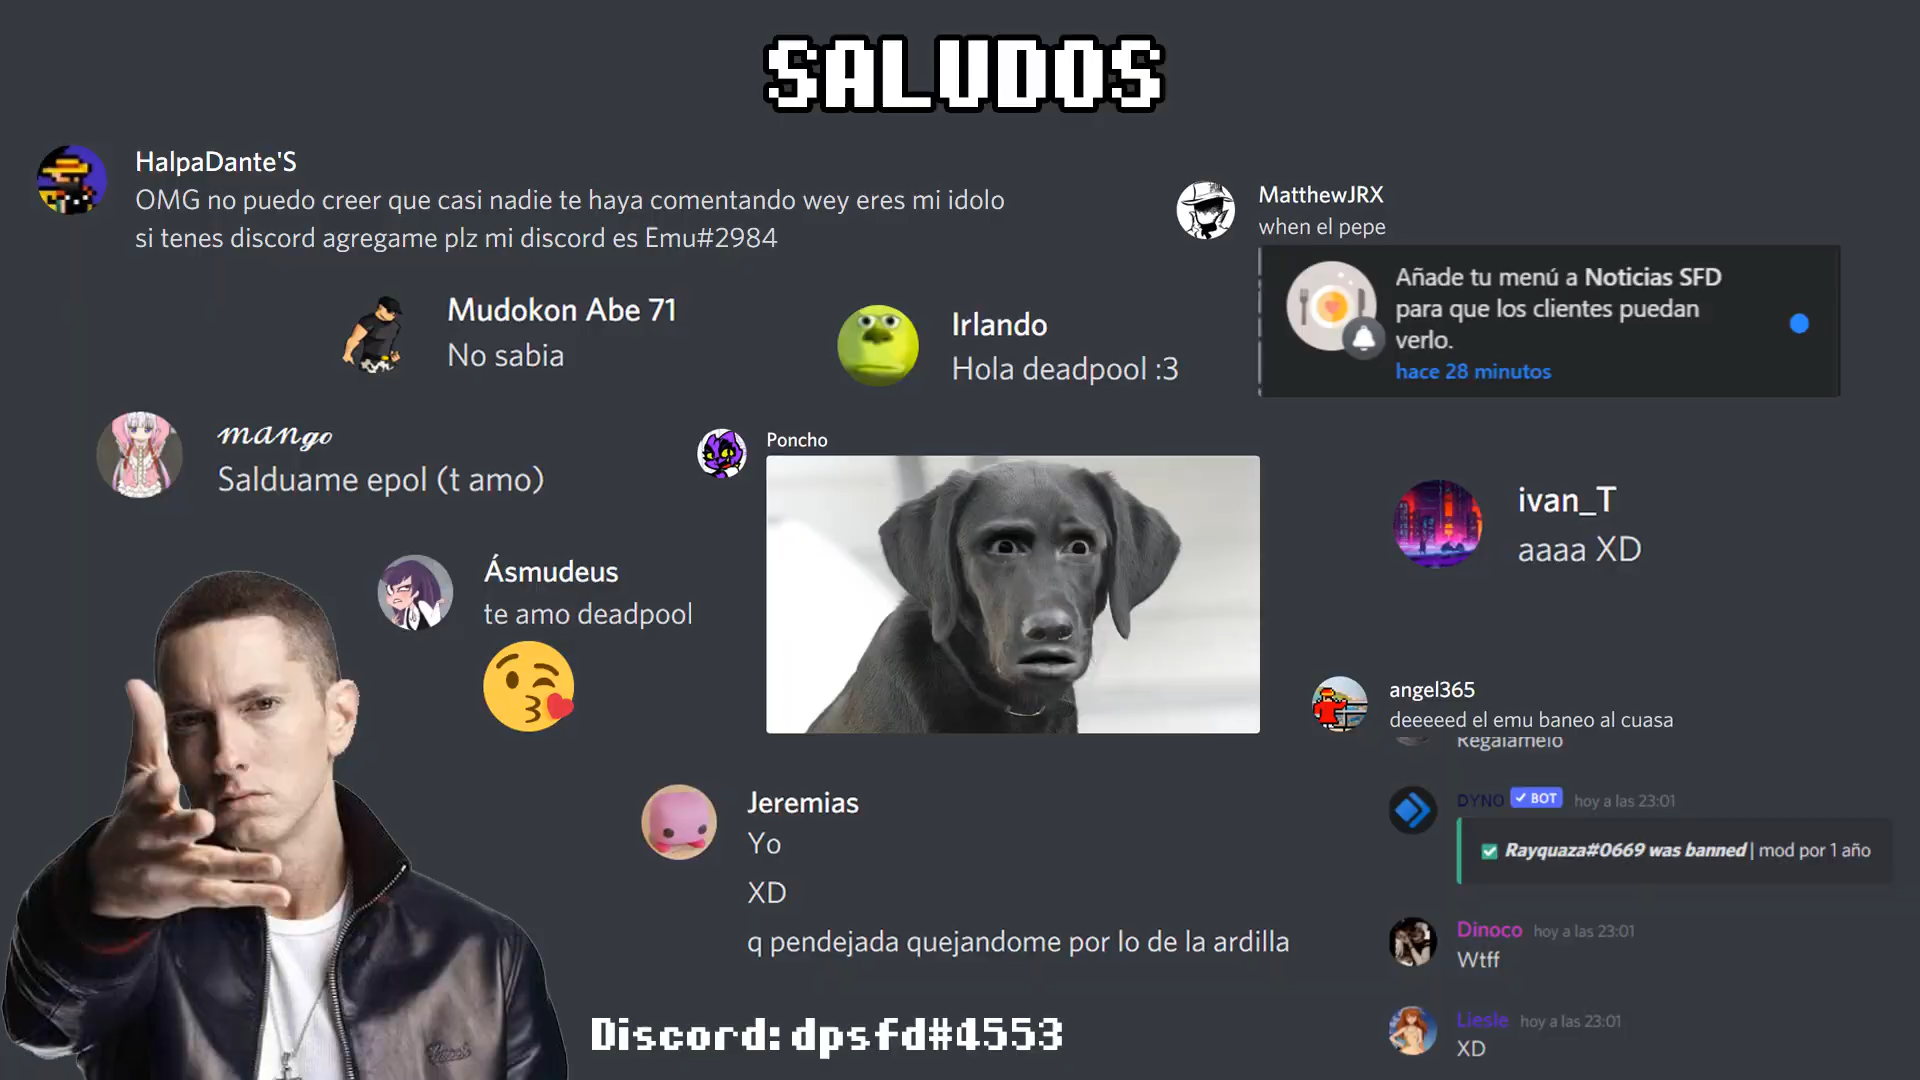 SALUDOS
HalpaDante'S
OMG no puedo creer que casi nadie te haya comentando wey eres mi idolo
si tenes discord agregame plz mi discord es Emu#2984
MatthewJRX
when el pepe
Añade tu menú a Noticias SFD
para que los clientes puedan
verlo.
hace 28 minutos
Mudokon Abe 71
No sabia
Irlando
Hola deadpool :3
mango
Salduame epol (t amo)
Poncho
ivan_T
aaaa XD
Ásmudeus
te amo deadpool
angel365
deeeeed el emu baneo al cuasa
Regalamelo
DYNO ✓ BOT hoy a las 23:01
Rayquaza#0669 was banned | mod por 1 año
Dinoco hoy a las 23:01
Wtff
Liesle hoy a las 23:01
XD
Jeremias
Yo
XD
q pendejada quejandome por lo de la ardilla
Discord: dpsfd#4553